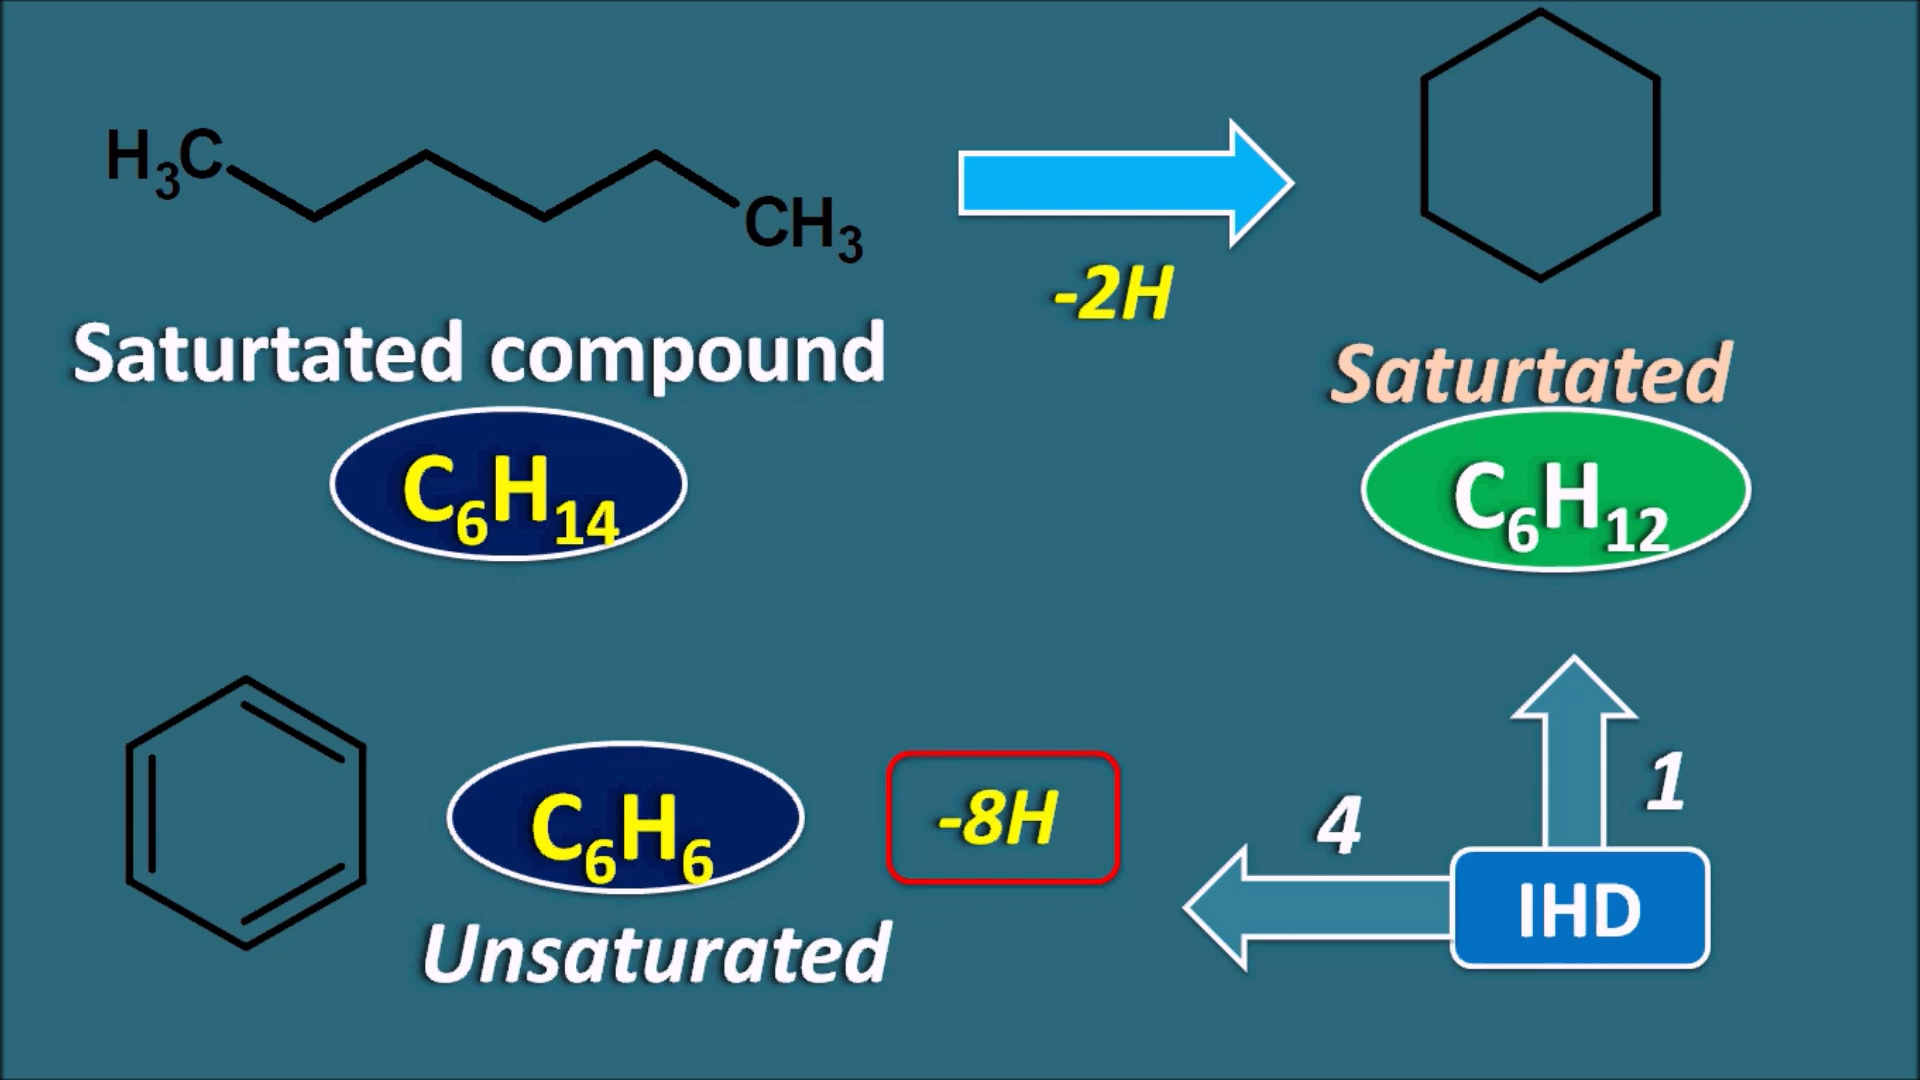 H₃C
CH₃
-2H
Saturtated compound
Saturtated
C₆H₁₄
C₆H₁₂
C₆H₆
-8H
4
1
IHD
Unsaturated